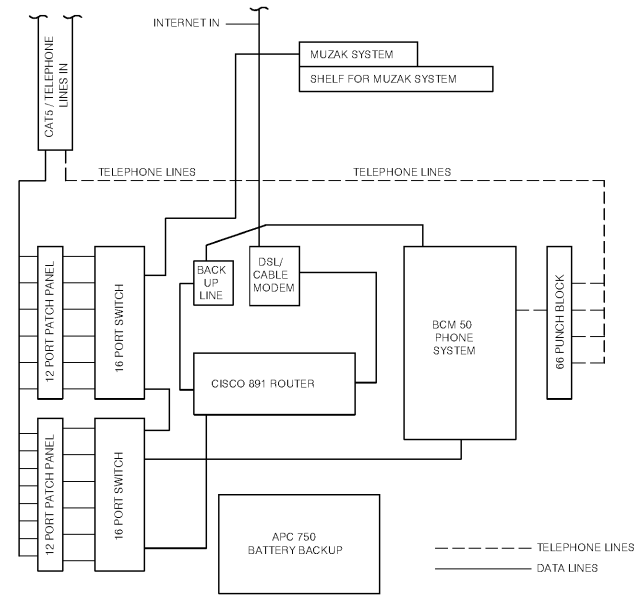 INTERNET IN
MUZAK SYSTEM
SHELF FOR MUZAK SYSTEM
CAT5 / TELEPHONE
LINES IN
TELEPHONE LINES
TELEPHONE LINES
12 PORT PATCH PANEL
16 PORT SWITCH
BACK
UP
LINE
DSL/
CABLE
MODEM
BCM 50
PHONE
SYSTEM
66 PUNCH BLOCK
CISCO 891 ROUTER
12 PORT PATCH PANEL
16 PORT SWITCH
APC 750
BATTERY BACKUP
TELEPHONE LINES
DATA LINES